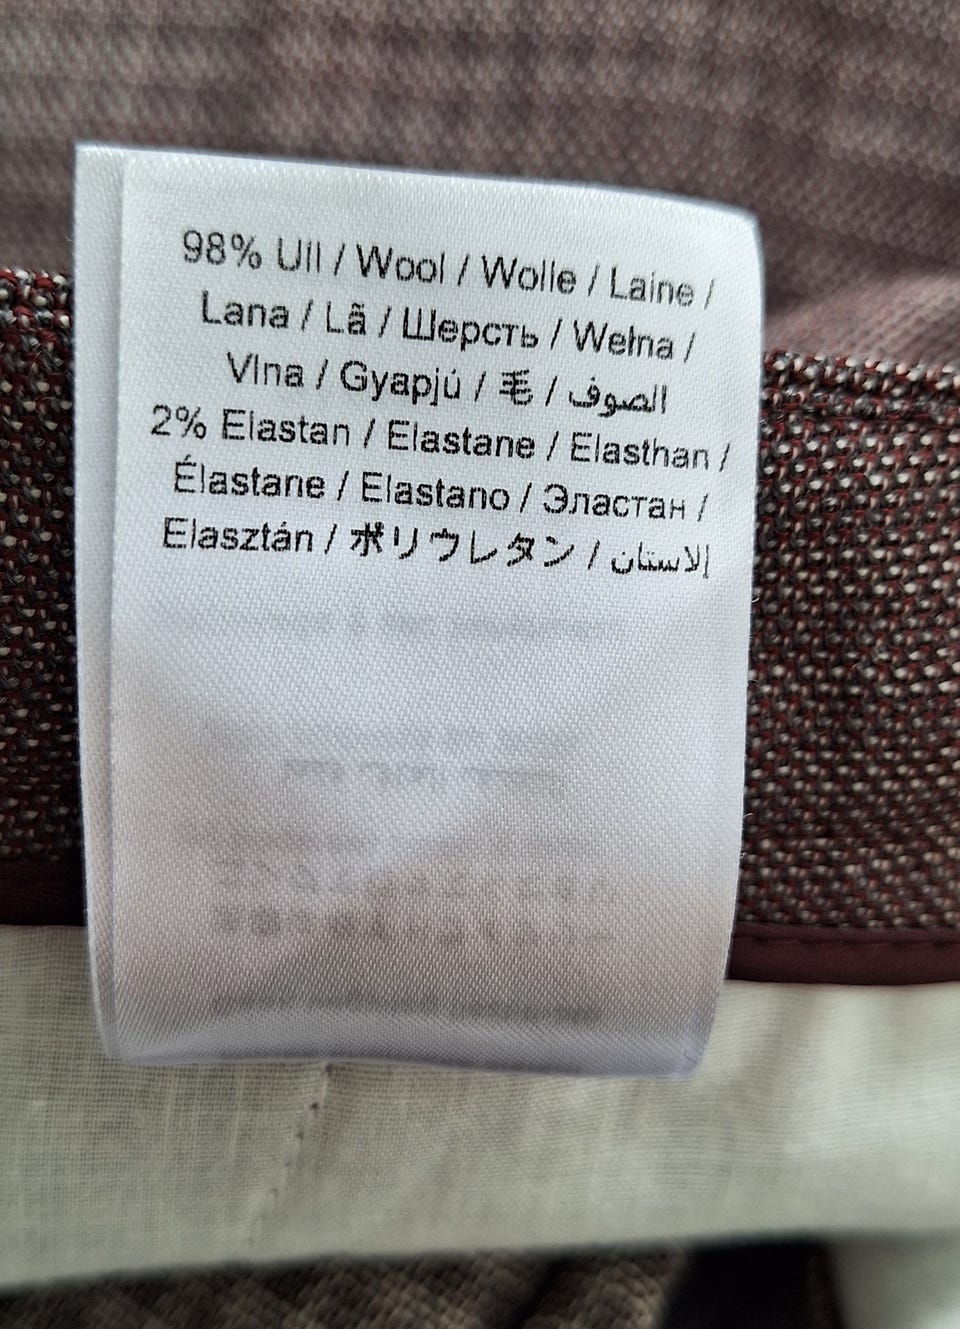 98% Ull / Wool / Wolle / Laine /
Lana / Lã / Шерсть / Wełna /
Vlna / Gyapjú / 毛 / الصوف
2% Elastan / Elastane / Elasthan /
Élastane / Elastano / Эластан /
Elasztán / ポリウレタン / إلاستان